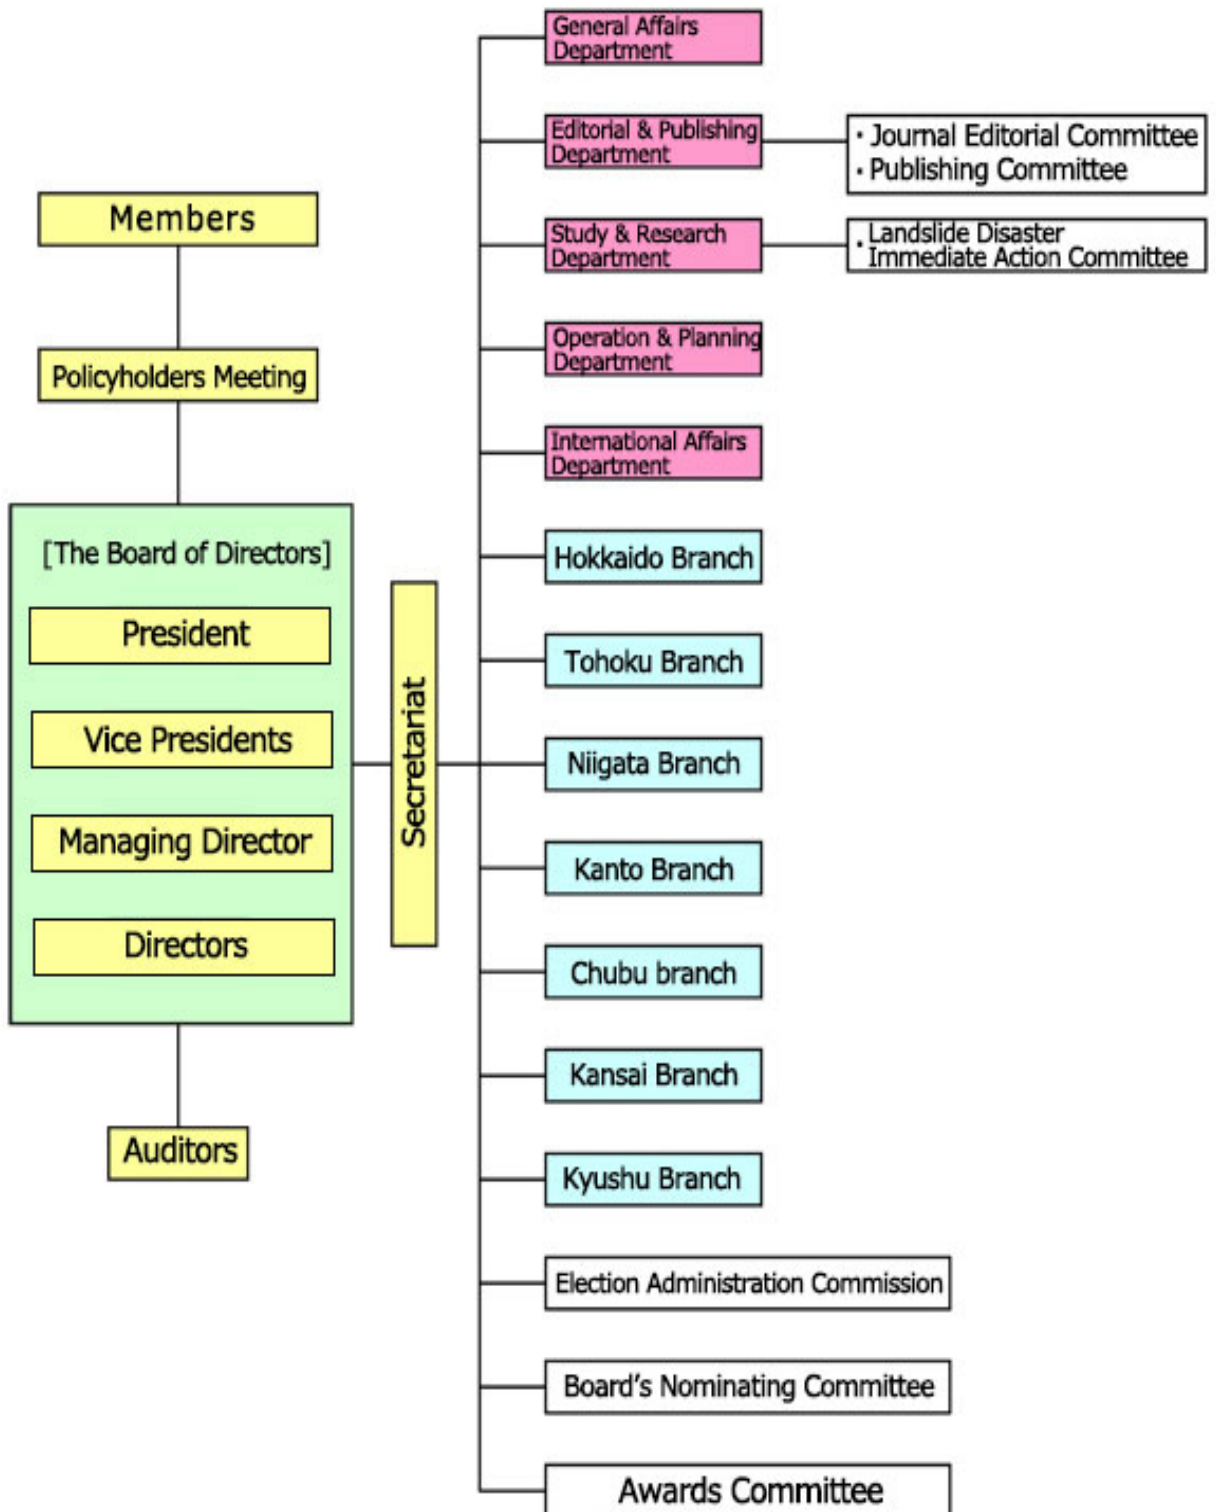 Members
Policyholders Meeting
[The Board of Directors]
President
Vice Presidents
Managing Director
Directors
Auditors
Secretariat
General Affairs
Department
Editorial & Publishing
Department
・Journal Editorial Committee
・Publishing Committee
Study & Research
Department
・Landslide Disaster
Immediate Action Committee
Operation & Planning
Department
International Affairs
Department
Hokkaido Branch
Tohoku Branch
Niigata Branch
Kanto Branch
Chubu branch
Kansai Branch
Kyushu Branch
Election Administration Commission
Board's Nominating Committee
Awards Committee